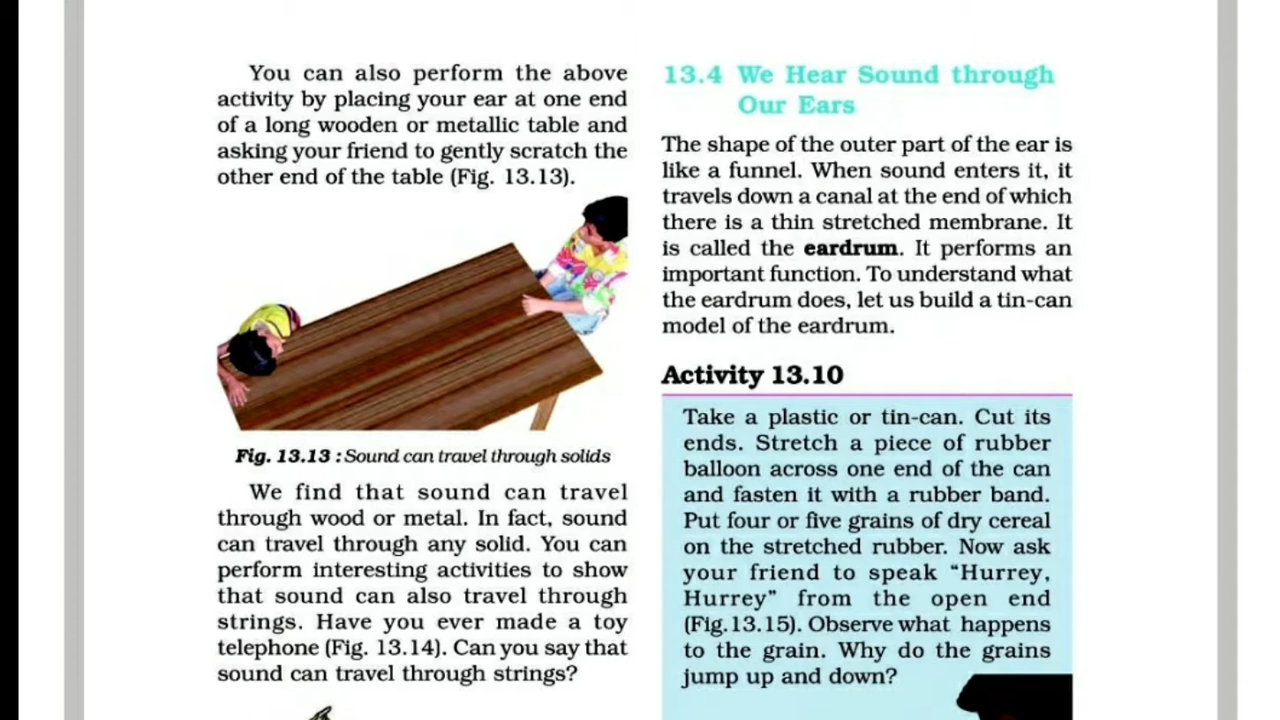 You can also perform the above
activity by placing your ear at one end
of a long wooden or metallic table and
asking your friend to gently scratch the
other end of the table (Fig. 13.13).
Fig. 13.13 : Sound can travel through solids
We find that sound can travel
through wood or metal. In fact, sound
can travel through any solid. You can
perform interesting activities to show
that sound can also travel through
strings. Have you ever made a toy
telephone (Fig. 13.14). Can you say that
sound can travel through strings?
13.4 We Hear Sound through
Our Ears
The shape of the outer part of the ear is
like a funnel. When sound enters it, it
travels down a canal at the end of which
there is a thin stretched membrane. It
is called the eardrum. It performs an
important function. To understand what
the eardrum does, let us build a tin-can
model of the eardrum.
Activity 13.10
Take a plastic or tin-can. Cut its
ends. Stretch a piece of rubber
balloon across one end of the can
and fasten it with a rubber band.
Put four or five grains of dry cereal
on the stretched rubber. Now ask
your friend to speak “Hurrey,
Hurrey” from the open end
(Fig.13.15). Observe what happens
to the grain. Why do the grains
jump up and down?